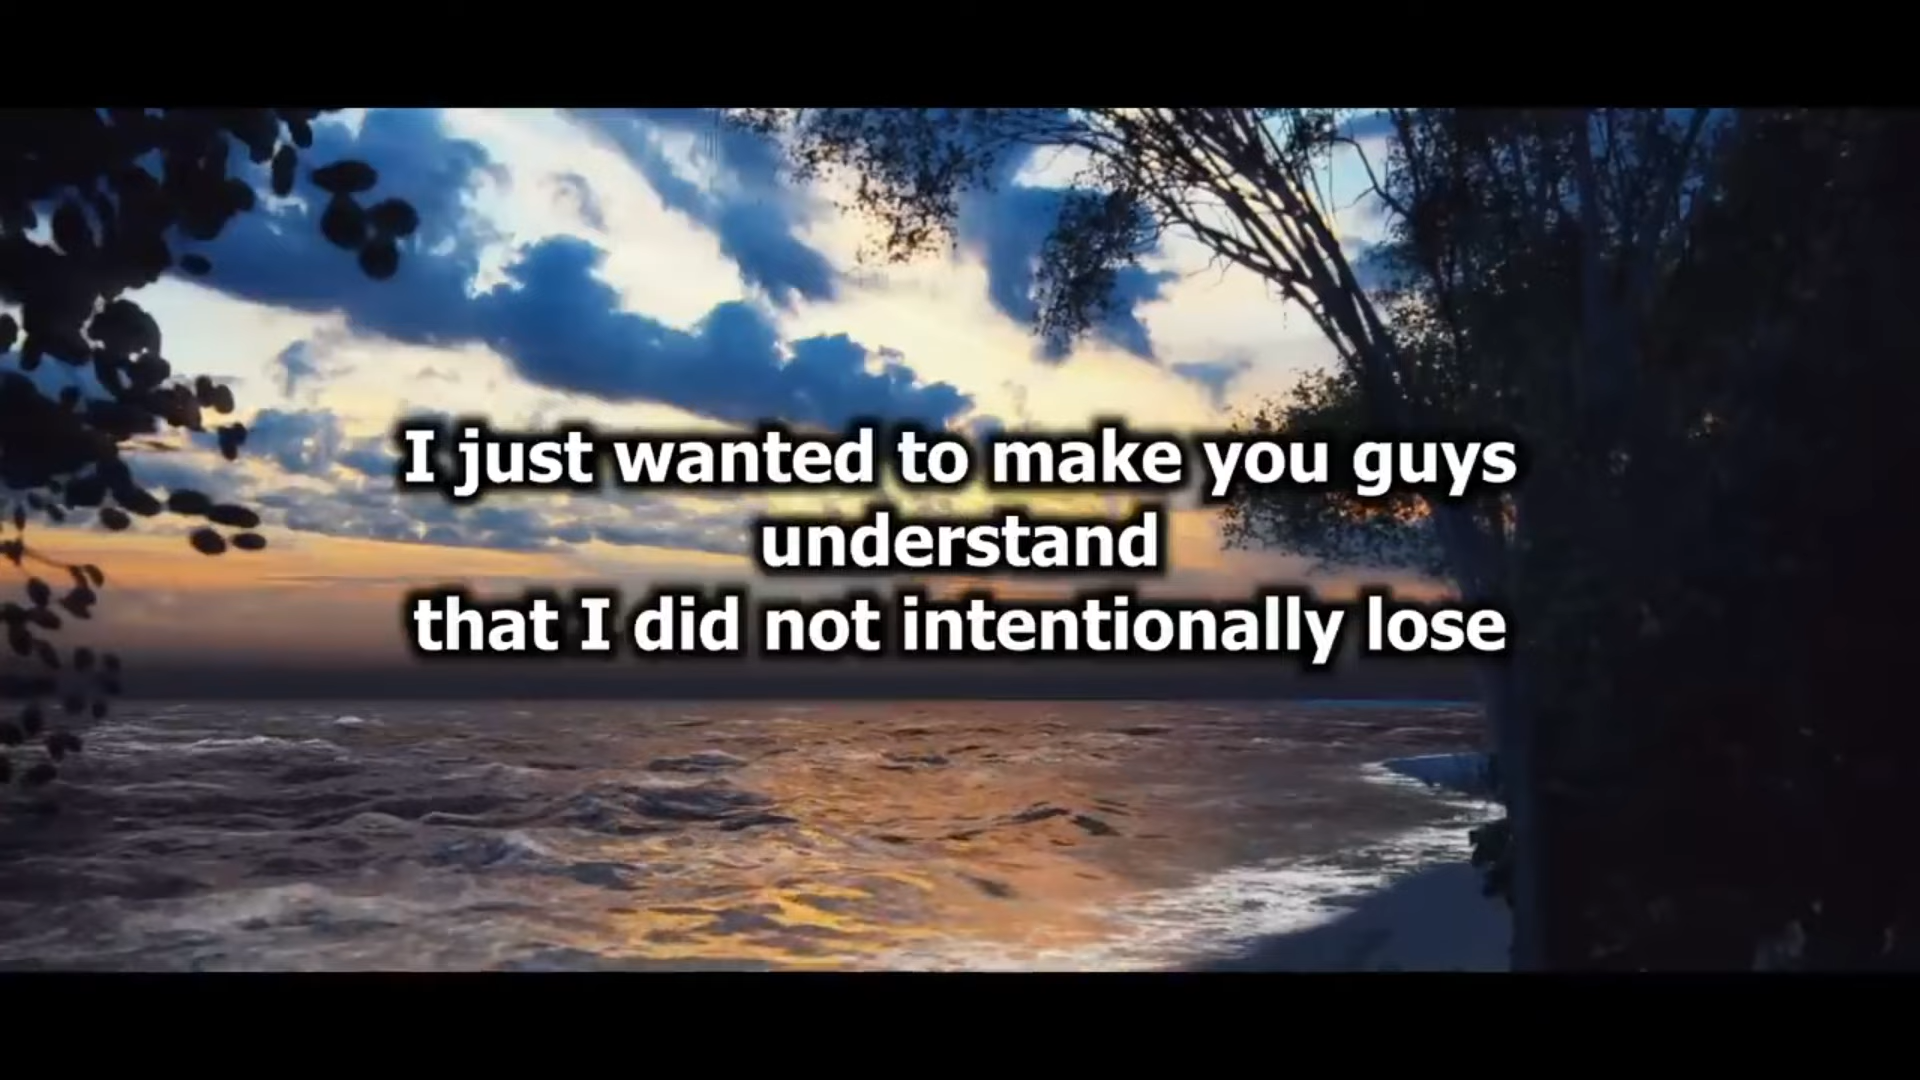 I just wanted to make you guys
understand
that I did not intentionally lose